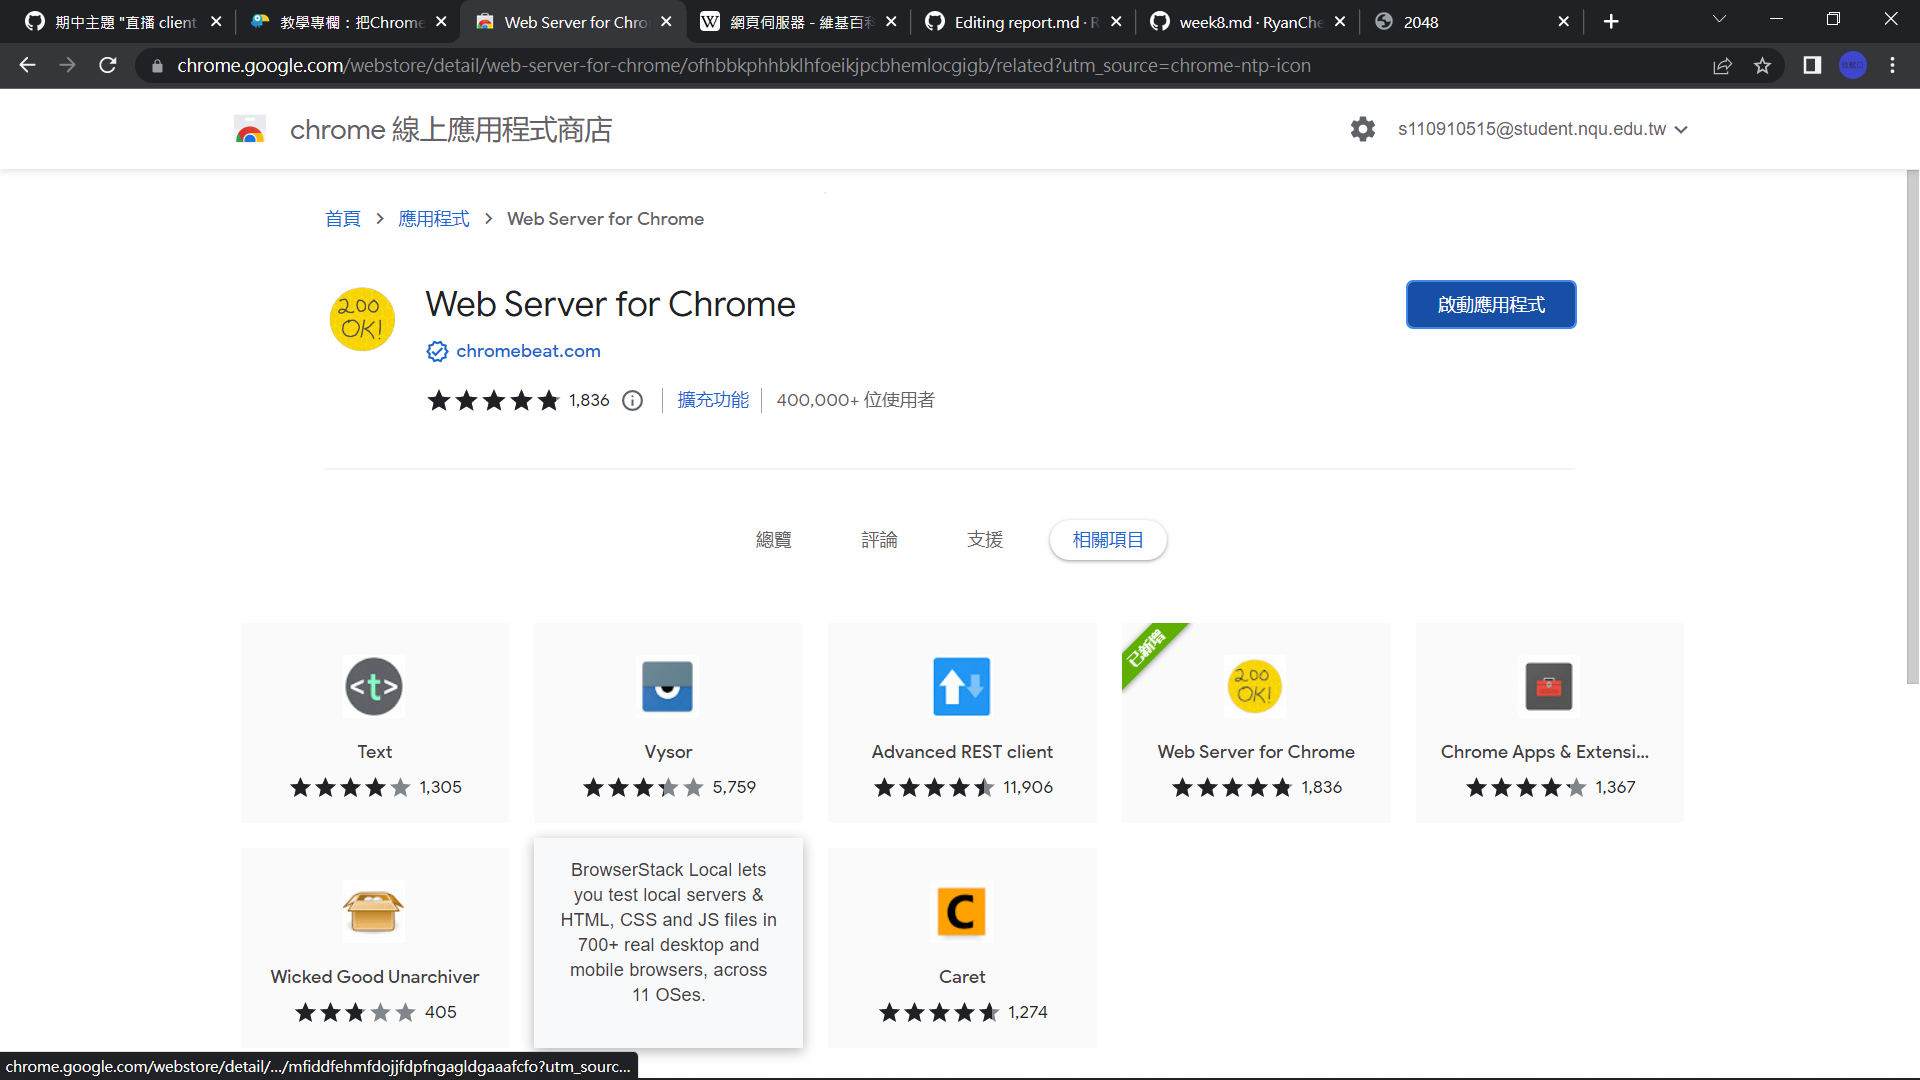 期中主題 "直播 client
教學專欄：把Chrome
Web Server for Chro
網頁伺服器 - 維基百科
Editing report.md · R
week8.md · RyanChe
2048
chrome.google.com/webstore/detail/web-server-for-chrome/ofhbbkphhbklhfoeikjpcbhemlocgigb/related?utm_source=chrome-ntp-icon
chrome 線上應用程式商店
s110910515@student.nqu.edu.tw
首頁 > 應用程式 > Web Server for Chrome
200 OK!
Web Server for Chrome
啟動應用程式
chromebeat.com
1,836
擴充功能
400,000+ 位使用者
總覽
評論
支援
相關項目
<t>
Text
1,305
Vysor
5,759
Advanced REST client
11,906
已新增
200 OK!
Web Server for Chrome
1,836
Chrome Apps & Extensi...
1,367
Wicked Good Unarchiver
405
BrowserStack Local lets
you test local servers &
HTML, CSS and JS files in
700+ real desktop and
mobile browsers, across
11 OSes.
C
Caret
1,274
chrome.google.com/webstore/detail/.../mfiddfehmfdojjfdpfngagldgaaafcfo?utm_sourc...